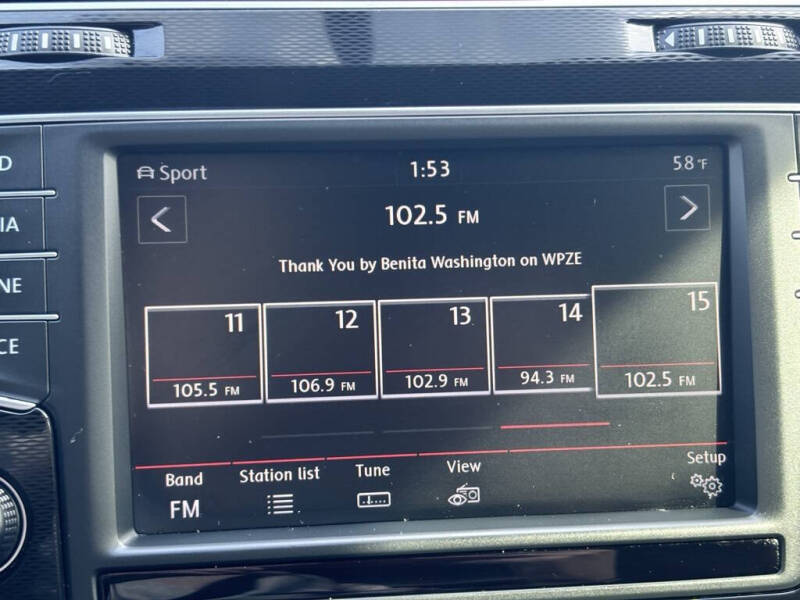 Sport 1:53 58 °F
102.5 FM
Thank You by Benita Washington on WPZE
11 12 13 14 15
105.5 FM 106.9 FM 102.9 FM 94.3 FM 102.5 FM
Band Station list Tune View Setup
FM
D
IA
NE
CE